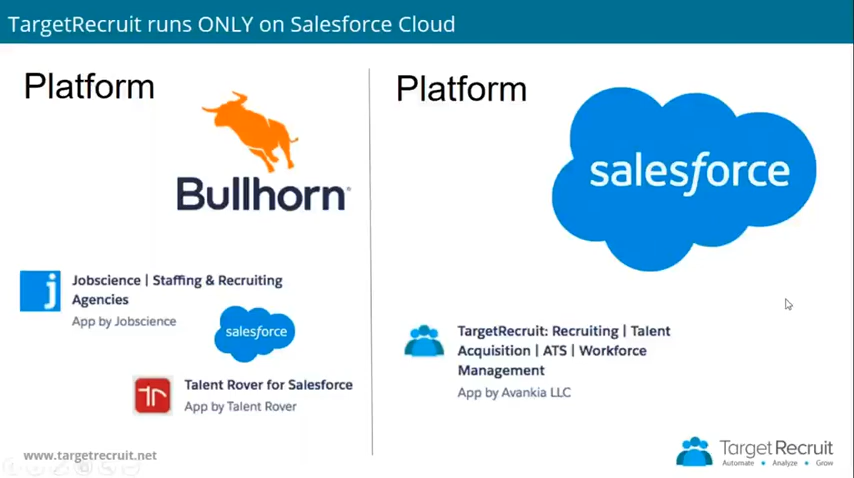 TargetRecruit runs ONLY on Salesforce Cloud
Platform
Bullhorn®
Jobscience | Staffing & Recruiting
Agencies
App by Jobscience
salesforce
Talent Rover for Salesforce
App by Talent Rover
Platform
salesforce
TargetRecruit: Recruiting | Talent
Acquisition | ATS | Workforce
Management
App by Avankia LLC
www.targetrecruit.net
TargetRecruit
Automate • Analyze • Grow